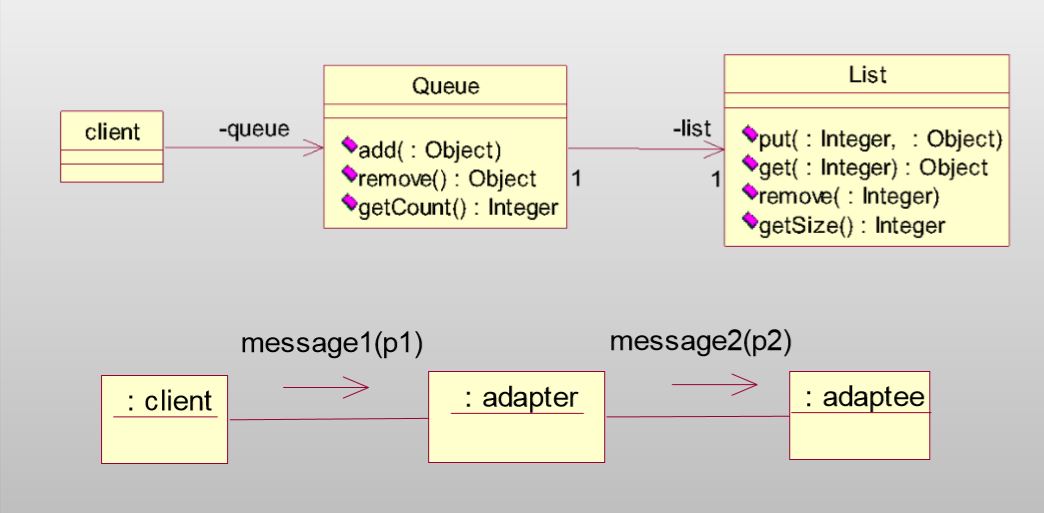 client
-queue
Queue
add( : Object)
remove() : Object
getCount() : Integer
1
-list
1
List
put( : Integer, : Object)
get( : Integer) : Object
remove( : Integer)
getSize() : Integer
message1(p1)
message2(p2)
: client
: adapter
: adaptee